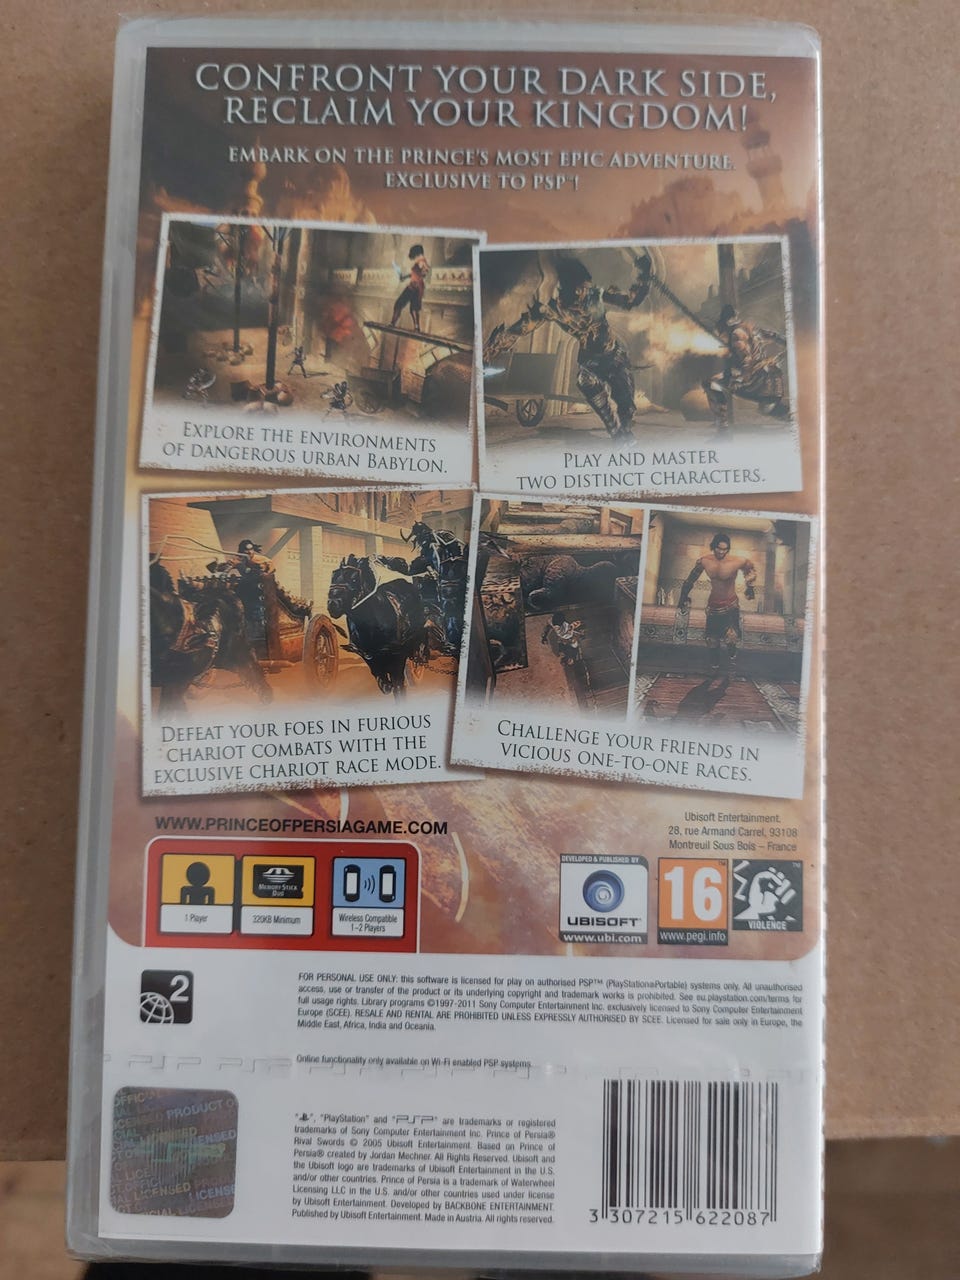 CONFRONT YOUR DARK SIDE,
RECLAIM YOUR KINGDOM!
EMBARK ON THE PRINCE'S MOST EPIC ADVENTURE.
EXCLUSIVE TO PSP™!
EXPLORE THE ENVIRONMENTS
OF DANGEROUS URBAN BABYLON.
PLAY AND MASTER
TWO DISTINCT CHARACTERS.
DEFEAT YOUR FOES IN FURIOUS
CHARIOT COMBATS WITH THE
EXCLUSIVE CHARIOT RACE MODE.
CHALLENGE YOUR FRIENDS IN
VICIOUS ONE-TO-ONE RACES.
WWW.PRINCEOFPERSIAGAME.COM
Ubisoft Entertainment.
28, rue Armand Carrel, 93108
Montreuil Sous Bois – France
1 Player
MEMORY STICK
DUO
320KB Minimum
Wireless Compatible
1–2 Players
DEVELOPED & PUBLISHED BY
UBISOFT
www.ubi.com
16
www.pegi.info
VIOLENCE
2
FOR PERSONAL USE ONLY: this software is licensed for play on authorised PSP™ (PlayStation®Portable) systems only. All unauthorised
access, use or transfer of the product or its underlying copyright and trademark works is prohibited. See eu.playstation.com/terms for
full usage rights. Library programs ©1997-2011 Sony Computer Entertainment Inc. exclusively licensed to Sony Computer Entertainment
Europe (SCEE). RESALE AND RENTAL ARE PROHIBITED UNLESS EXPRESSLY AUTHORISED BY SCEE. Licensed for sale only in Europe, the
Middle East, Africa, India and Oceania.
Online functionality only available on Wi-Fi enabled PSP systems.
"PlayStation" and "PSP" are trademarks or registered
trademarks of Sony Computer Entertainment Inc. Prince of Persia®
Rival Swords © 2005 Ubisoft Entertainment. Based on Prince of
Persia® created by Jordan Mechner. All Rights Reserved. Ubisoft and
the Ubisoft logo are trademarks of Ubisoft Entertainment in the U.S.
and/or other countries. Prince of Persia is a trademark of Waterwheel
Licensing LLC in the U.S. and/or other countries used under license
by Ubisoft Entertainment. Developed by BACKBONE ENTERTAINMENT.
Published by Ubisoft Entertainment. Made in Austria. All rights reserved.
3 307215 622087